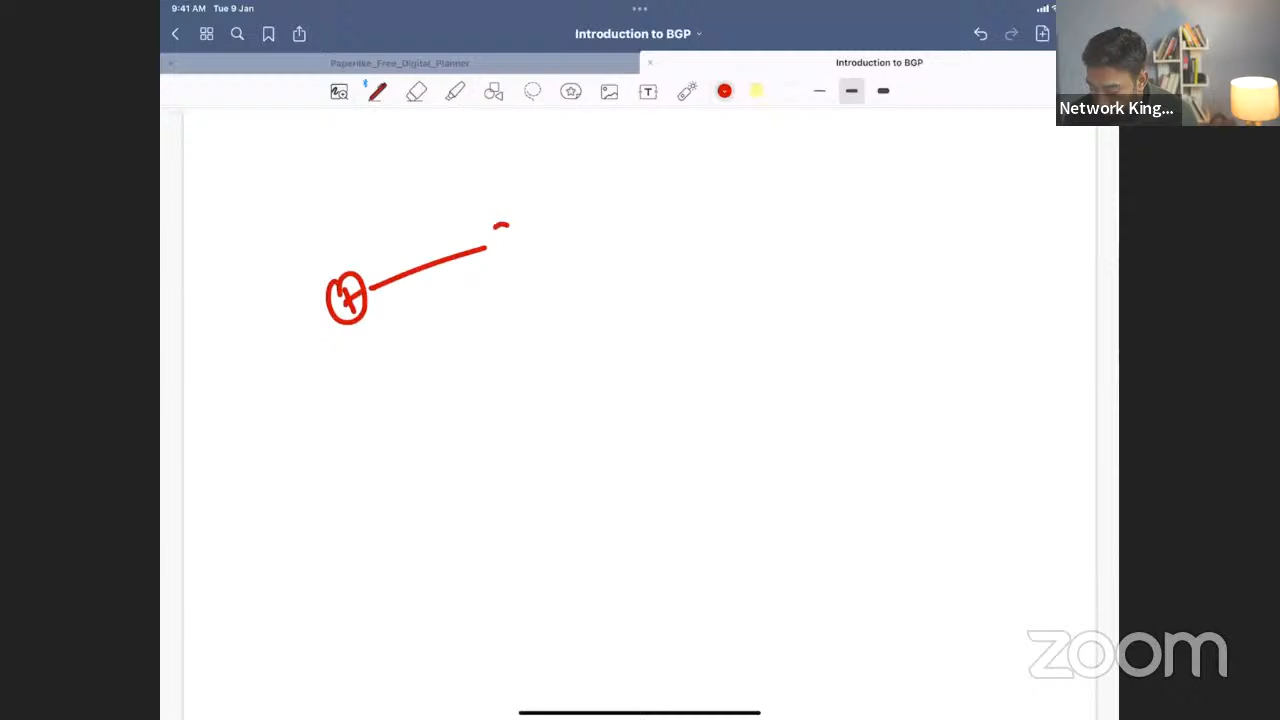 9:41 AM Tue 9 Jan
Introduction to BGP
Paperlike_Free_Digital_Planner
Introduction to BGP
T
Network King...
zoom